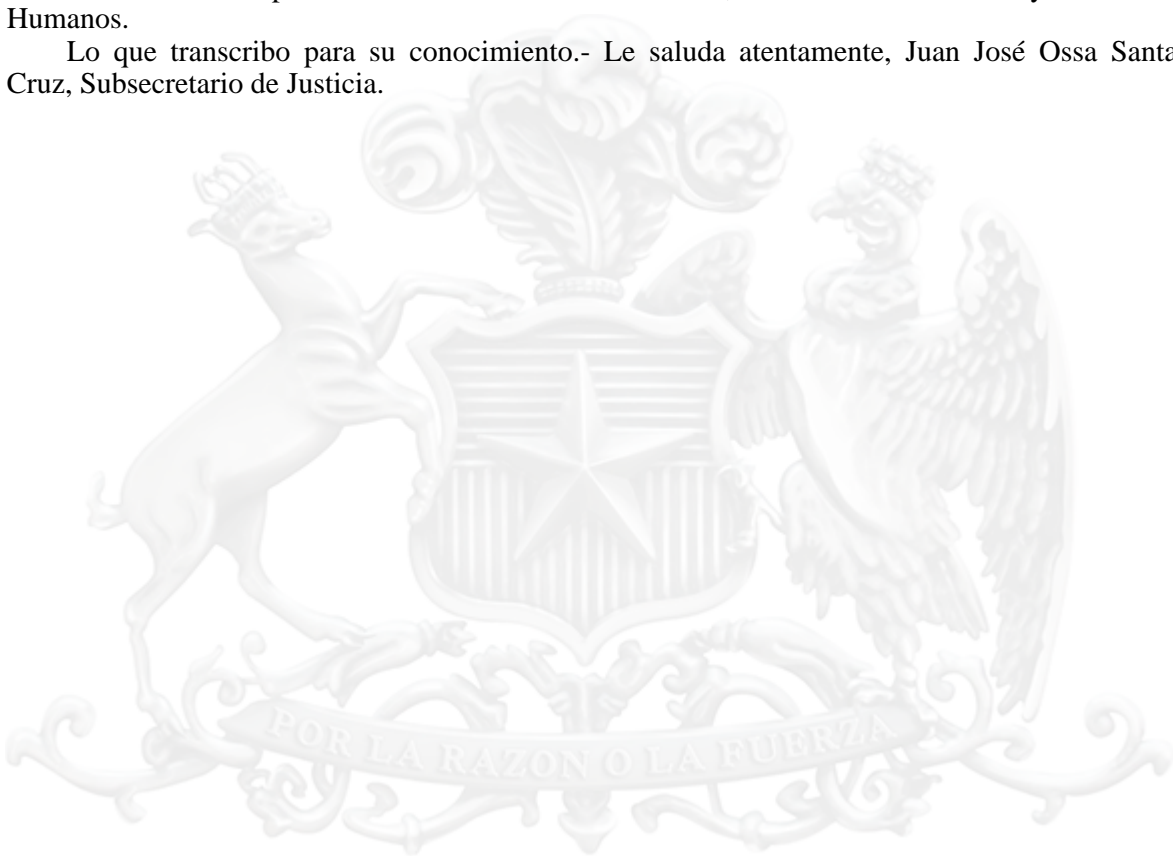 Humanos.
Lo que transcribo para su conocimiento.- Le saluda atentamente, Juan José Ossa Santa
Cruz, Subsecretario de Justicia.
POR LA RAZON O LA FUERZA